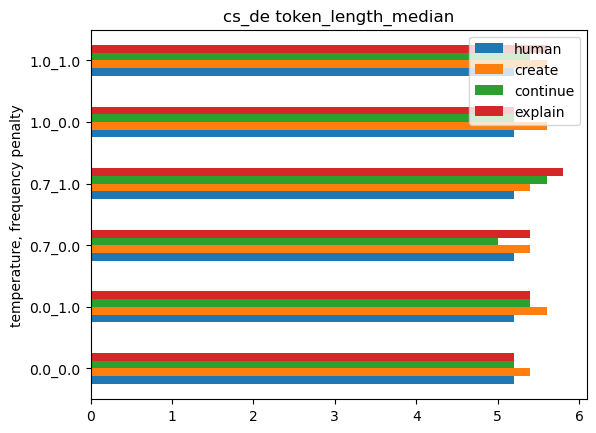 cs_de token_length_median
temperature, frequency penalty
1.0_1.0
1.0_0.0
0.7_1.0
0.7_0.0
0.0_1.0
0.0_0.0
0
1
2
3
4
5
6
human
create
continue
explain